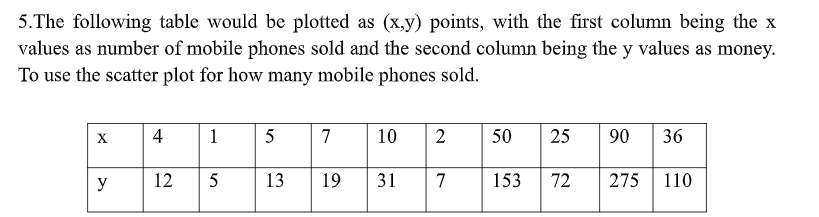 5.The following table would be plotted as (x,y) points, with the first column being the x
values as number of mobile phones sold and the second column being the y values as money.
To use the scatter plot for how many mobile phones sold.
x 4 1 5 7 10 2 50 25 90 36
y 12 5 13 19 31 7 153 72 275 110